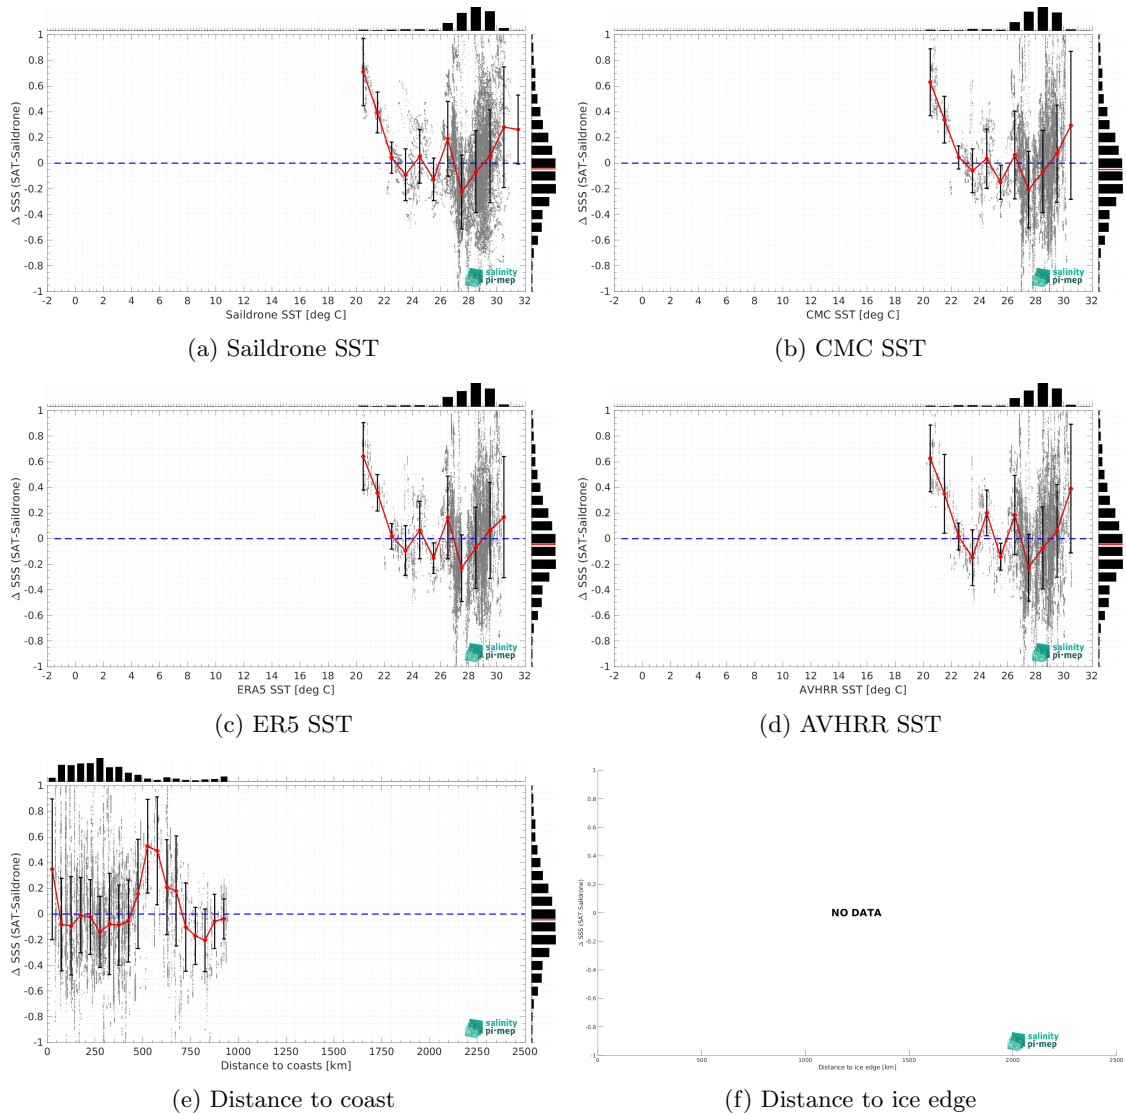 1
0.8
0.6
0.4
0.2
0
-0.2
-0.4
-0.6
-0.8
-1
Δ SSS (SAT-Saildrone)
salinity
pi-mep
-2 0 2 4 6 8 10 12 14 16 18 20 22 24 26 28 30 32
Saildrone SST [deg C]
(a) Saildrone SST
1
0.8
0.6
0.4
0.2
0
-0.2
-0.4
-0.6
-0.8
-1
Δ SSS (SAT-Saildrone)
salinity
pi-mep
-2 0 2 4 6 8 10 12 14 16 18 20 22 24 26 28 30 32
CMC SST [deg C]
(b) CMC SST
1
0.8
0.6
0.4
0.2
0
-0.2
-0.4
-0.6
-0.8
-1
Δ SSS (SAT-Saildrone)
salinity
pi-mep
-2 0 2 4 6 8 10 12 14 16 18 20 22 24 26 28 30 32
ERA5 SST [deg C]
(c) ER5 SST
1
0.8
0.6
0.4
0.2
0
-0.2
-0.4
-0.6
-0.8
-1
Δ SSS (SAT-Saildrone)
salinity
pi-mep
-2 0 2 4 6 8 10 12 14 16 18 20 22 24 26 28 30 32
AVHRR SST [deg C]
(d) AVHRR SST
1
0.8
0.6
0.4
0.2
0
-0.2
-0.4
-0.6
-0.8
-1
Δ SSS (SAT-Saildrone)
salinity
pi-mep
0 250 500 750 1000 1250 1500 1750 2000 2250 2500
Distance to coasts [km]
(e) Distance to coast
1
0.8
0.6
0.4
0.2
0
-0.2
-0.4
-0.6
-0.8
-1
Δ SSS (SAT-Saildrone)
NO DATA
salinity
pi-mep
0 500 1000 1500 2000 2500
Distance to ice edge [km]
(f) Distance to ice edge